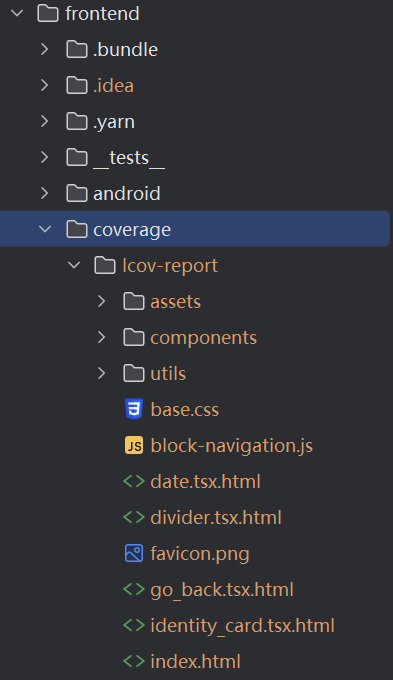 frontend
.bundle
.idea
.yarn
__tests__
android
coverage
lcov-report
assets
components
utils
base.css
JS block-navigation.js
date.tsx.html
divider.tsx.html
favicon.png
go_back.tsx.html
identity_card.tsx.html
index.html